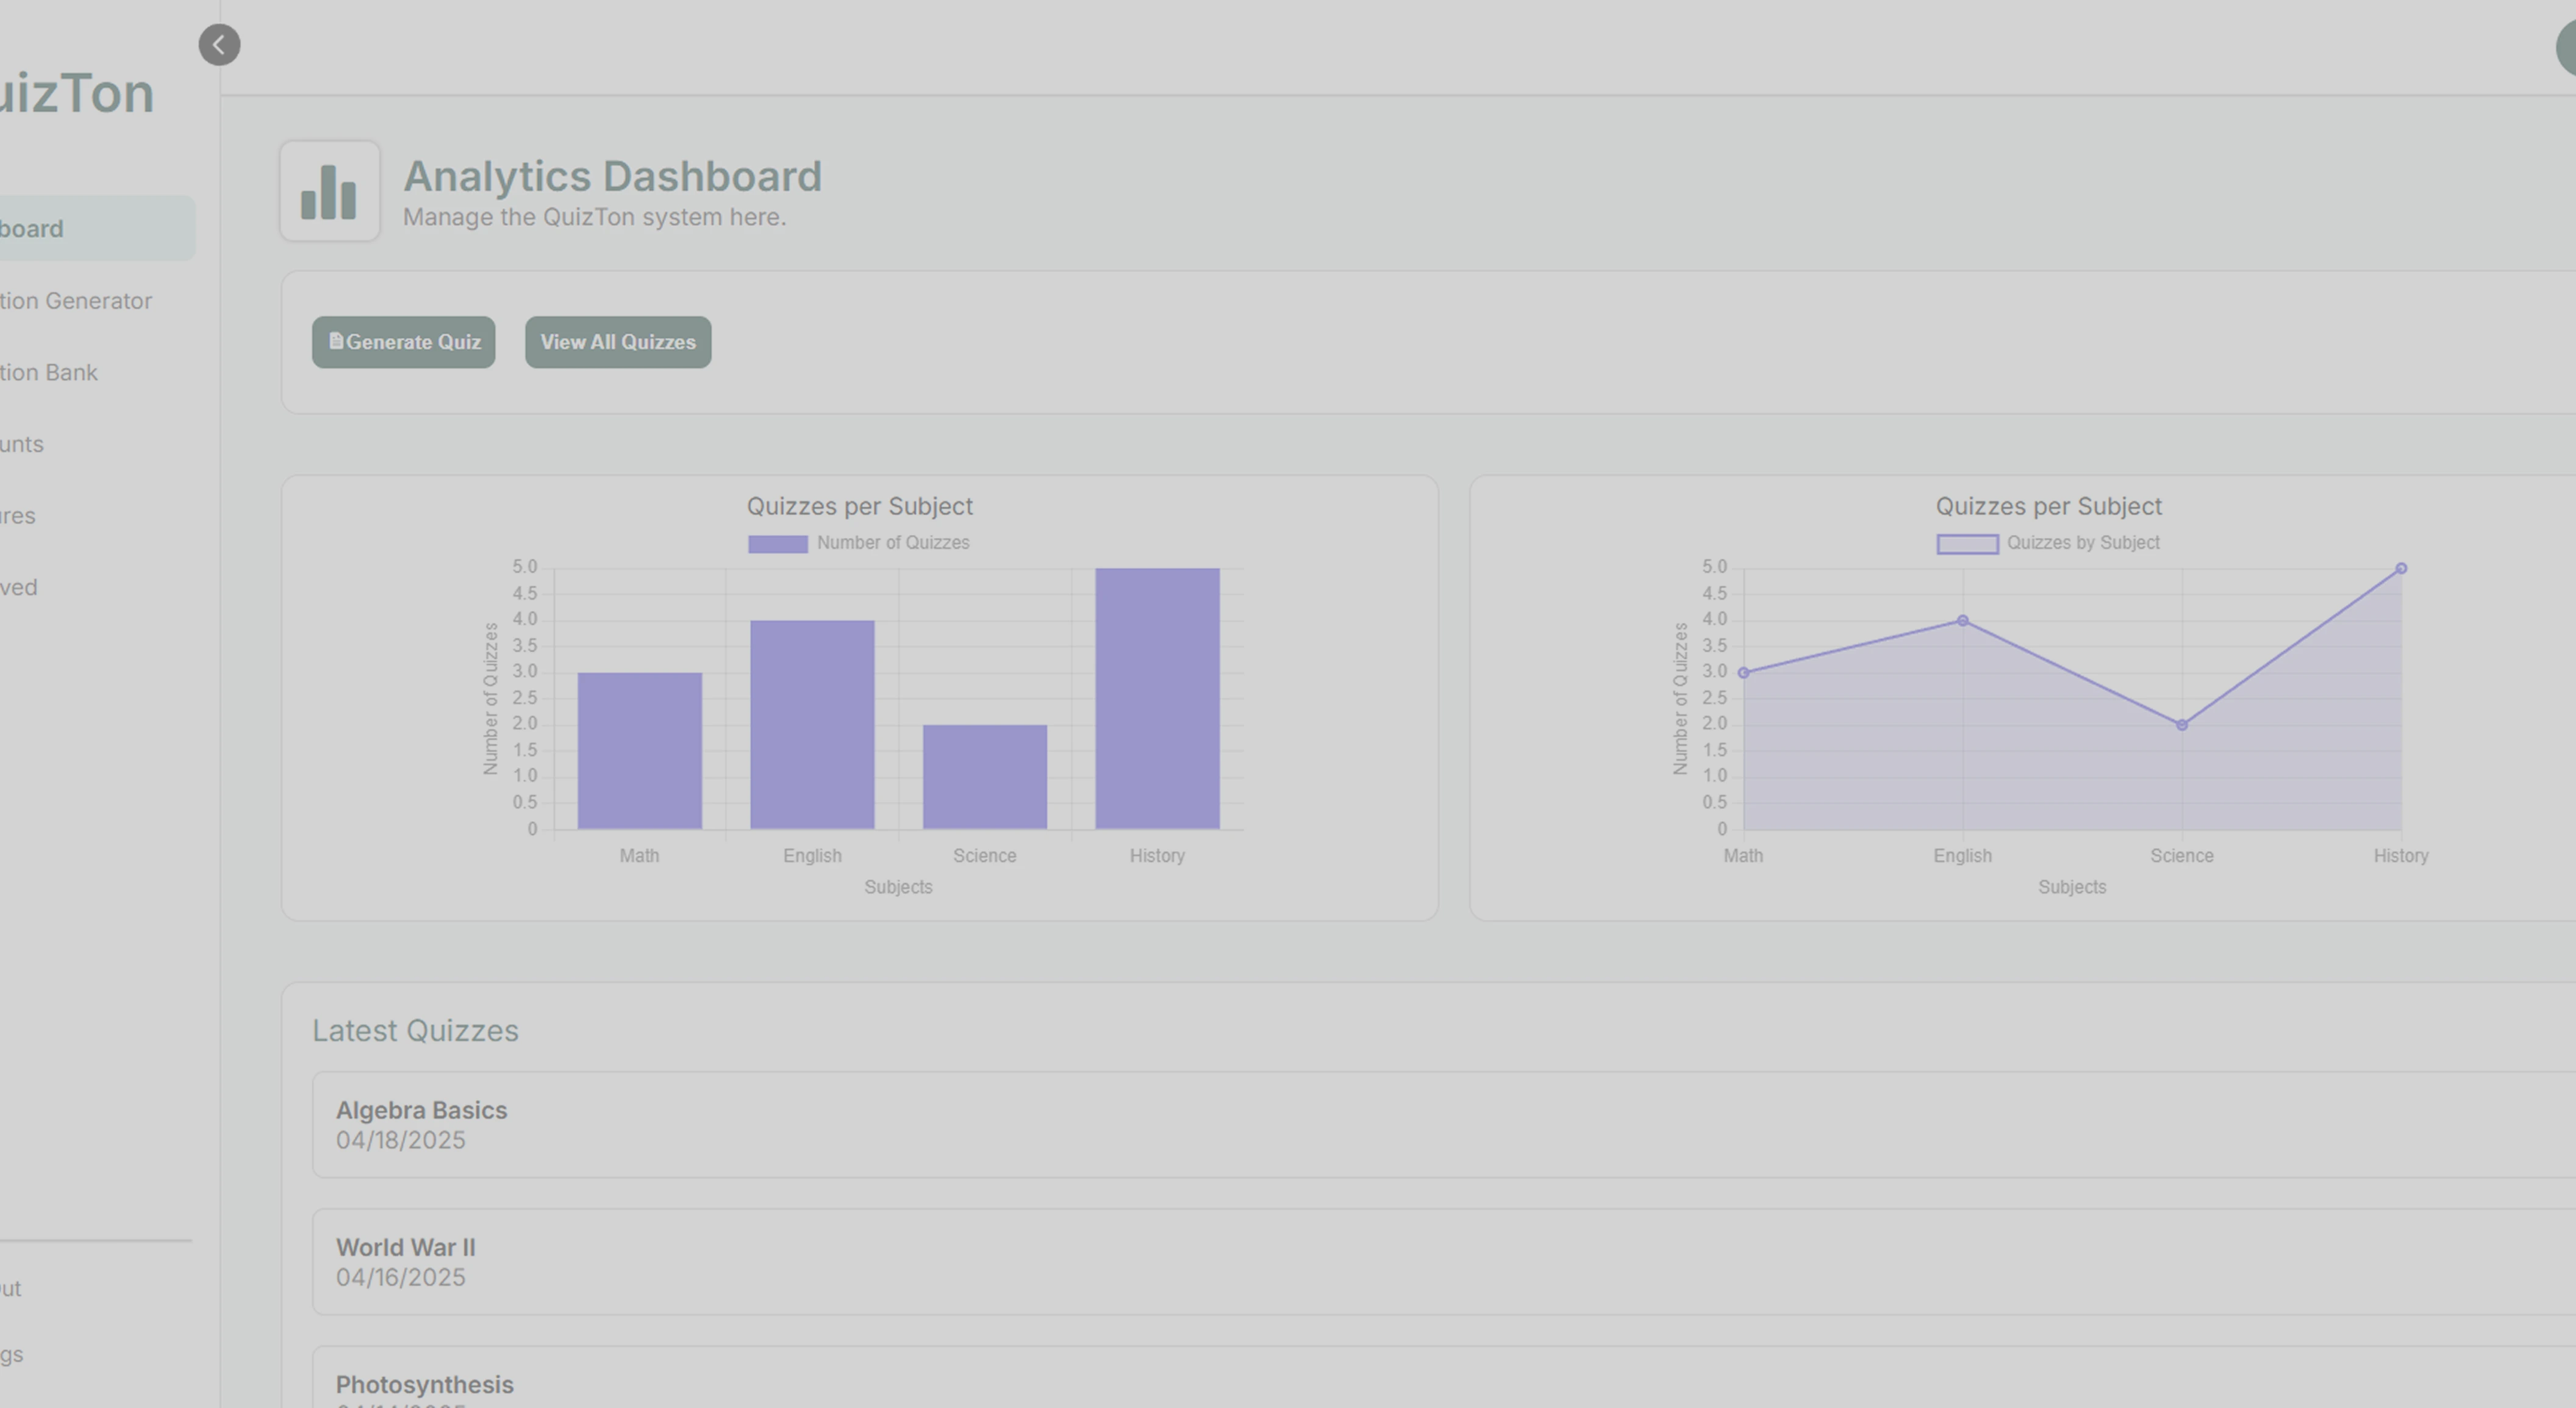 uizTon
board
tion Generator
tion Bank
unts
res
ved
ut
gs
Analytics Dashboard
Manage the QuizTon system here.
Generate Quiz
View All Quizzes
Quizzes per Subject
Number of Quizzes
5.0
4.5
4.0
3.5
3.0
2.5
2.0
1.5
1.0
0.5
0
Number of Quizzes
Math English Science History
Subjects
Quizzes per Subject
Quizzes by Subject
5.0
4.5
4.0
3.5
3.0
2.5
2.0
1.5
1.0
0.5
0
Number of Quizzes
Math English Science History
Subjects
Latest Quizzes
Algebra Basics
04/18/2025
World War II
04/16/2025
Photosynthesis